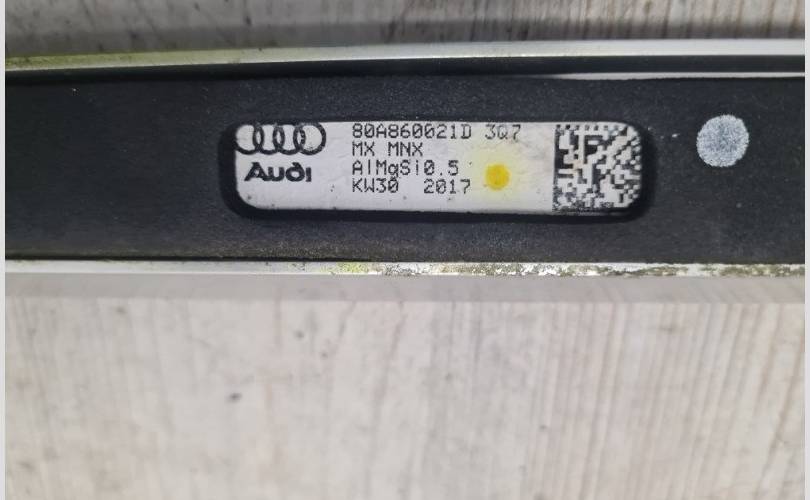 80A860021D 3Q7
MX MNX
AlMgSi0.5
KW30 2017
Audi